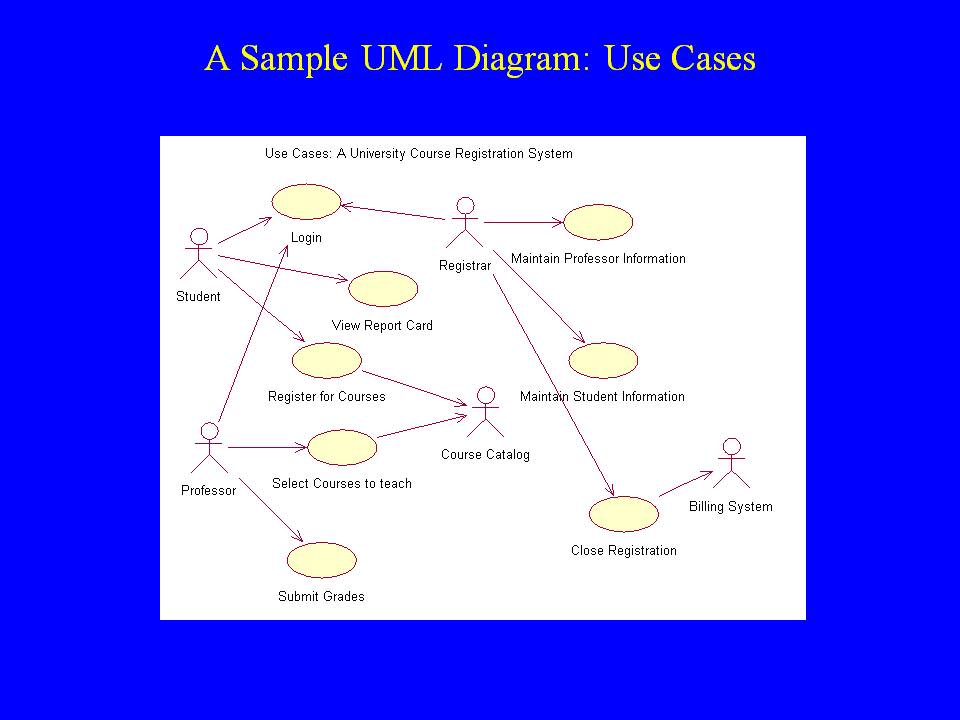 A Sample UML Diagram: Use Cases
Use Cases: A University Course Registration System
Login
Registrar
Maintain Professor Information
Student
View Report Card
Register for Courses
Maintain Student Information
Course Catalog
Professor
Select Courses to teach
Billing System
Close Registration
Submit Grades